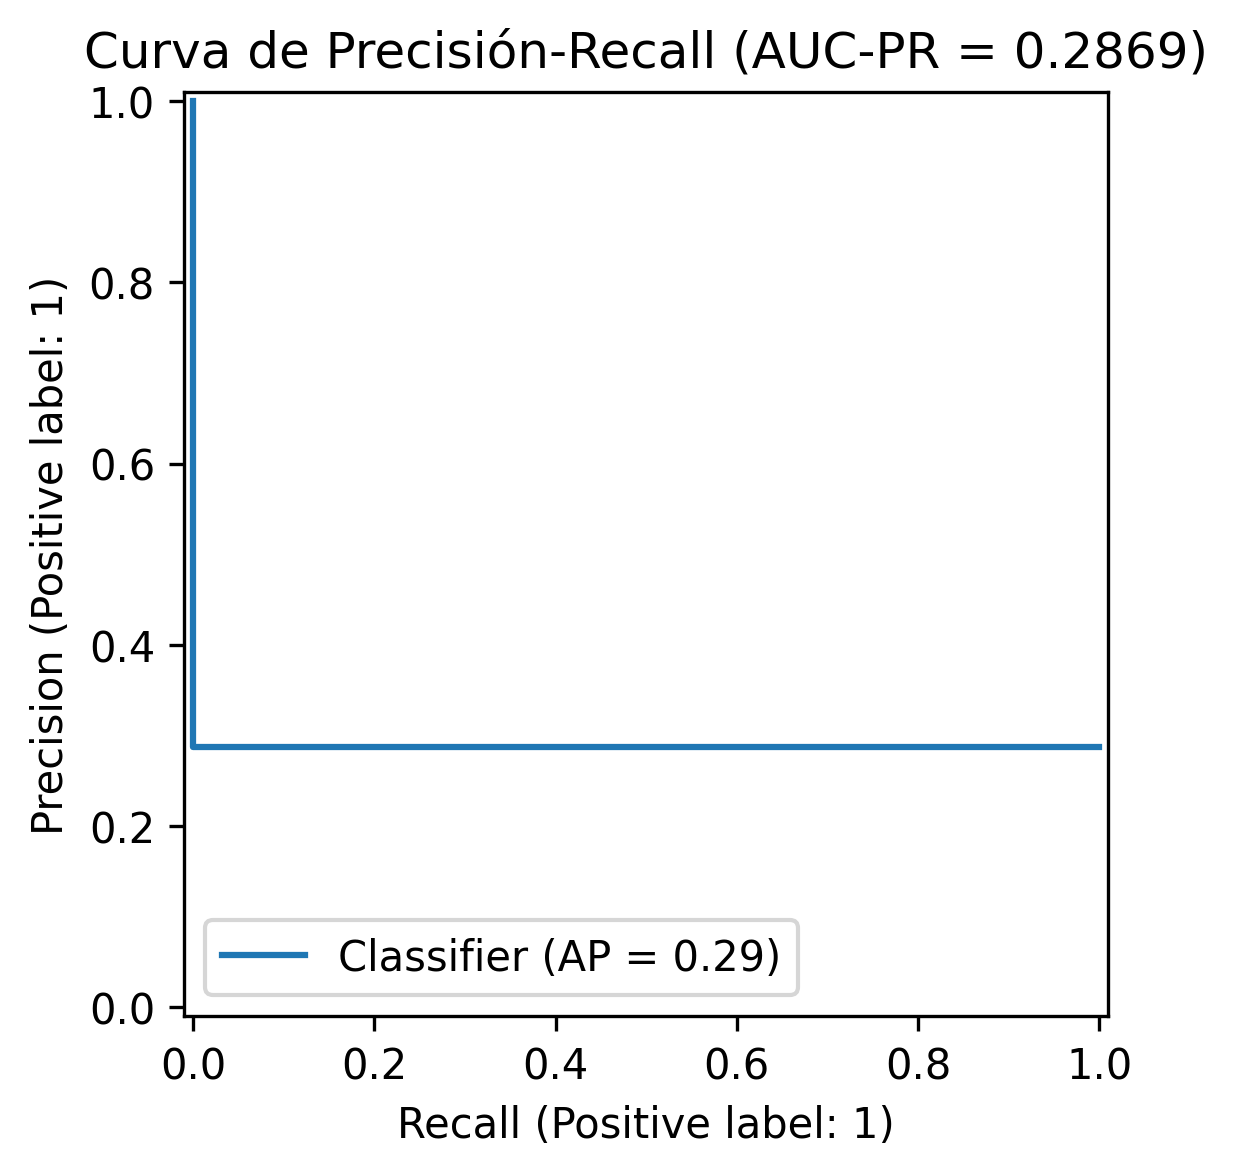 Curva de Precisión-Recall (AUC-PR = 0.2869)
Precision (Positive label: 1)
1.0
0.8
0.6
0.4
0.2
0.0
Classifier (AP = 0.29)
0.0 0.2 0.4 0.6 0.8 1.0
Recall (Positive label: 1)